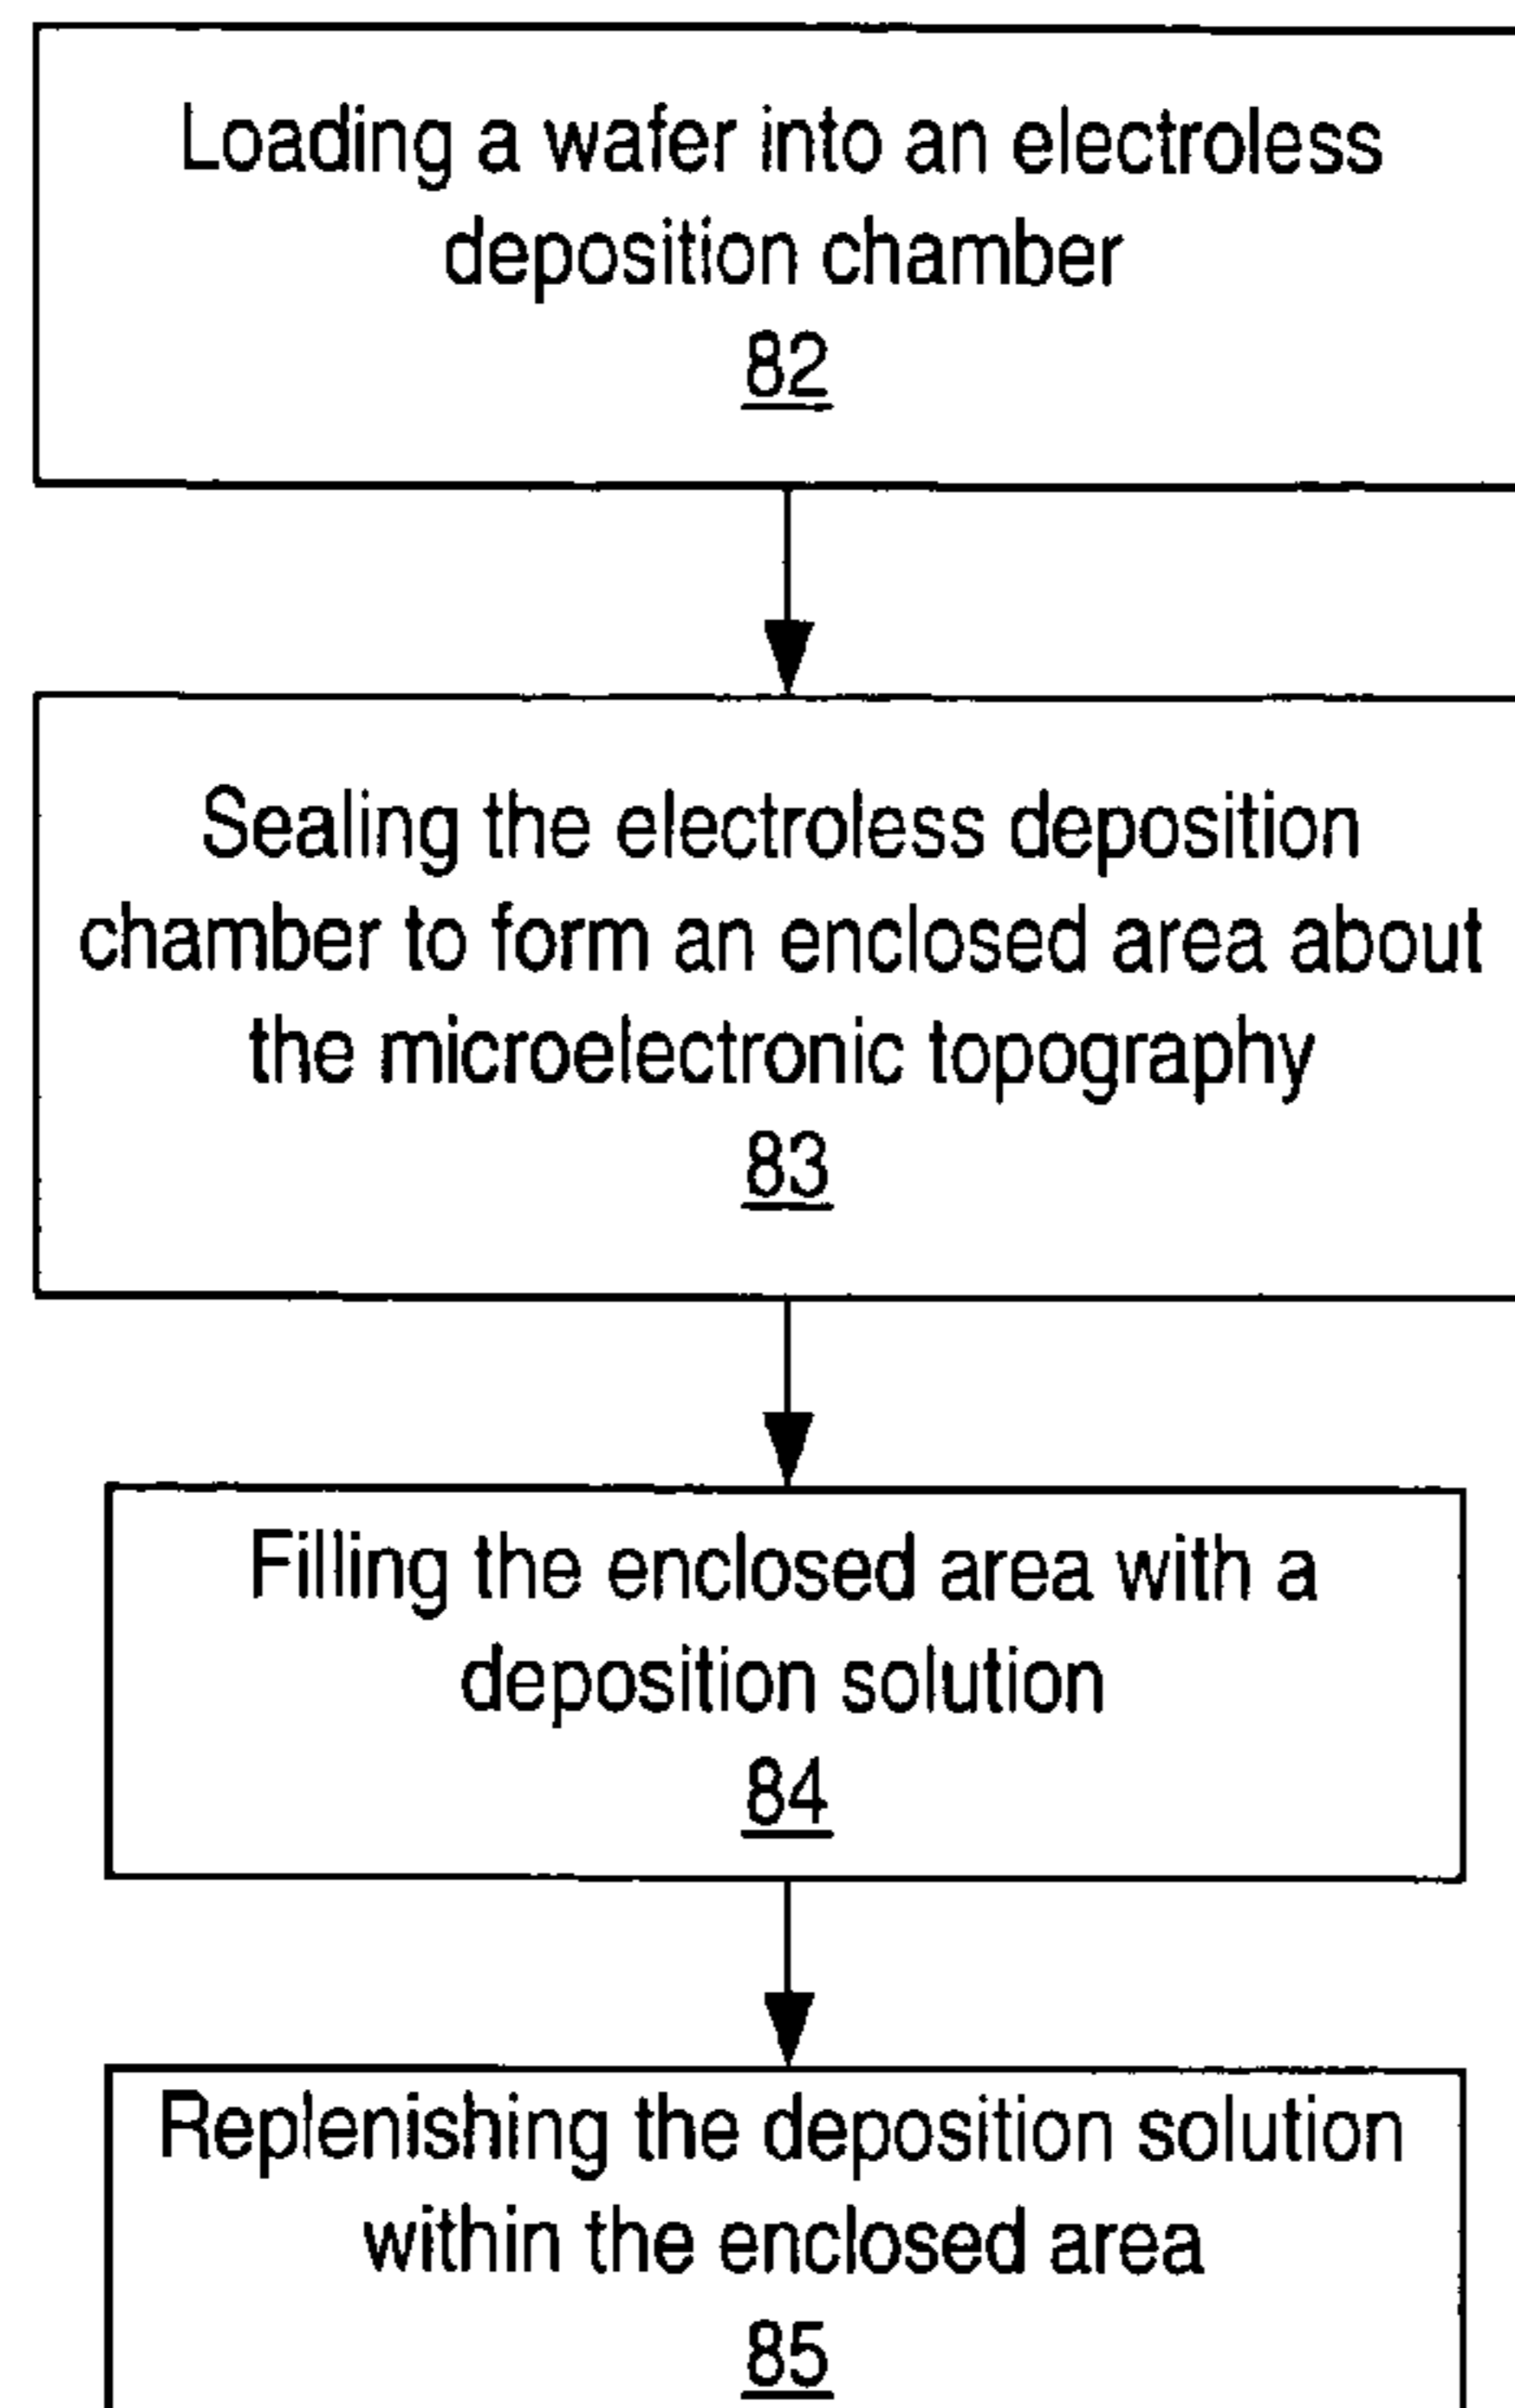 Loading a wafer into an electroless
deposition chamber
82
Sealing the electroless deposition
chamber to form an enclosed area about
the microelectronic topography
83
Filling the enclosed area with a
deposition solution
84
Replenishing the deposition solution
within the enclosed area
85